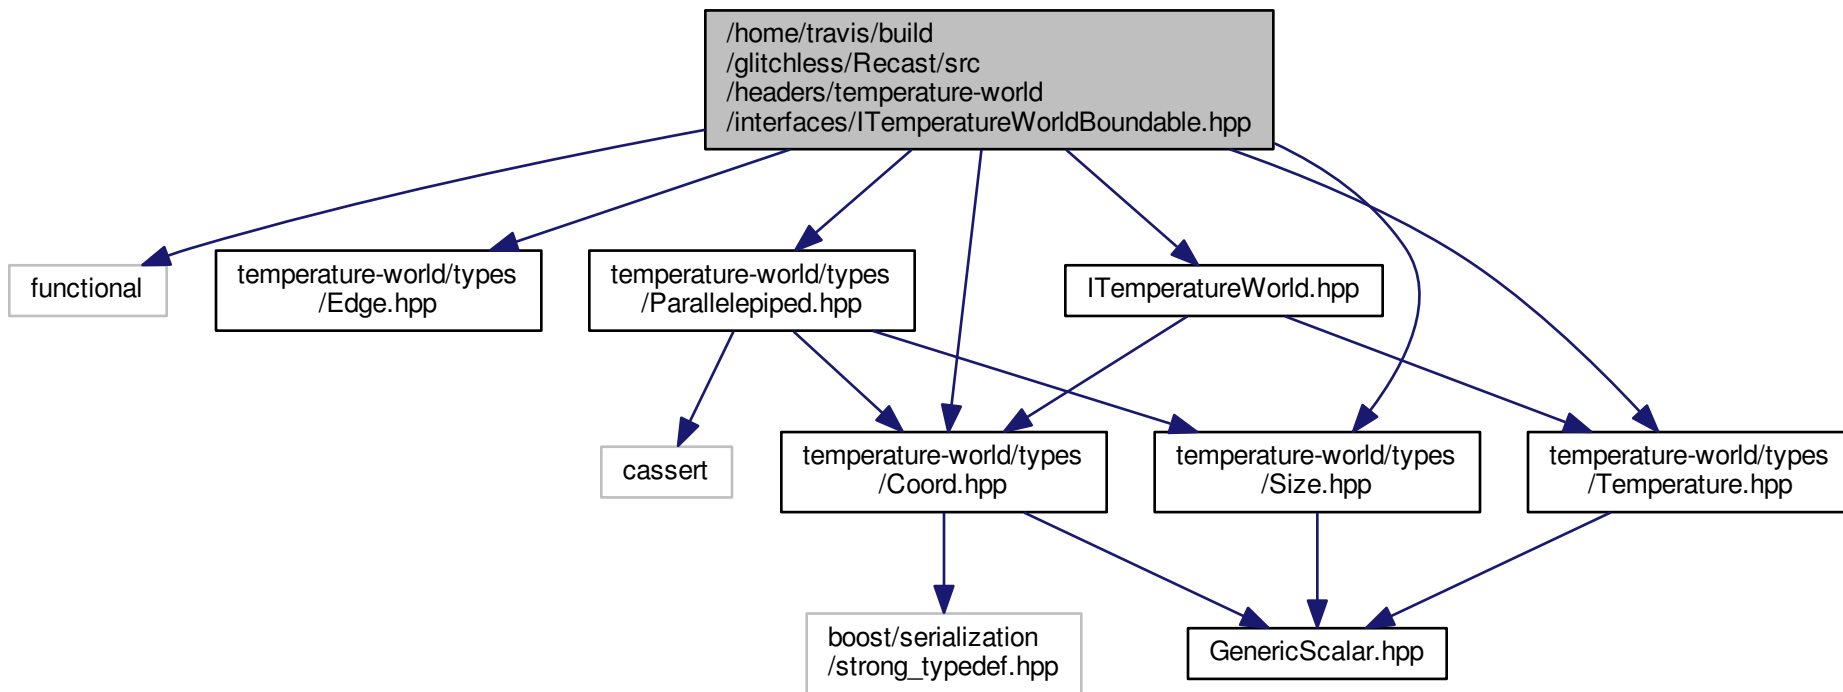 /home/travis/build
/glitchless/Recast/src
/headers/temperature-world
/interfaces/ITemperatureWorldBoundable.hpp
functional
temperature-world/types
/Edge.hpp
temperature-world/types
/Parallelepiped.hpp
ITemperatureWorld.hpp
cassert
temperature-world/types
/Coord.hpp
temperature-world/types
/Size.hpp
temperature-world/types
/Temperature.hpp
boost/serialization
/strong_typedef.hpp
GenericScalar.hpp